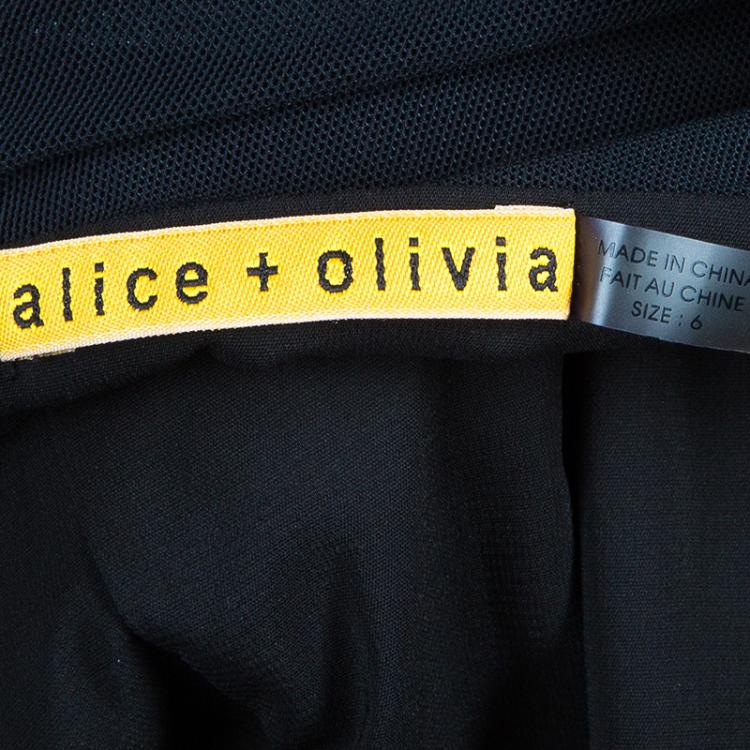 alice + olivia
MADE IN CHINA
FAIT AU CHINE
SIZE : 6